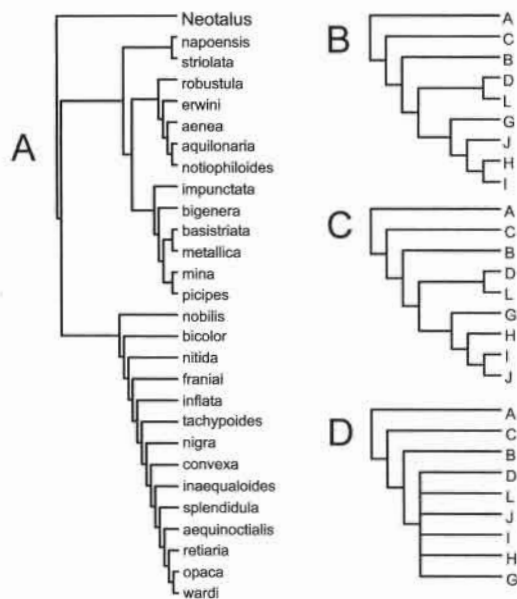 A
Neotalus
napoensis
striolata
robustula
erwini
aenea
aquilonaria
notiophiloides
impunctata
bigenera
basistriata
metallica
mina
picipes
nobilis
bicolor
nitida
franiai
inflata
tachypoides
nigra
convexa
inaequaloides
splendidula
aequinoctialis
retiaria
opaca
wardi
B
A
C
B
D
L
G
J
H
I
C
A
C
B
D
L
G
H
I
J
D
A
C
B
D
L
J
I
H
G